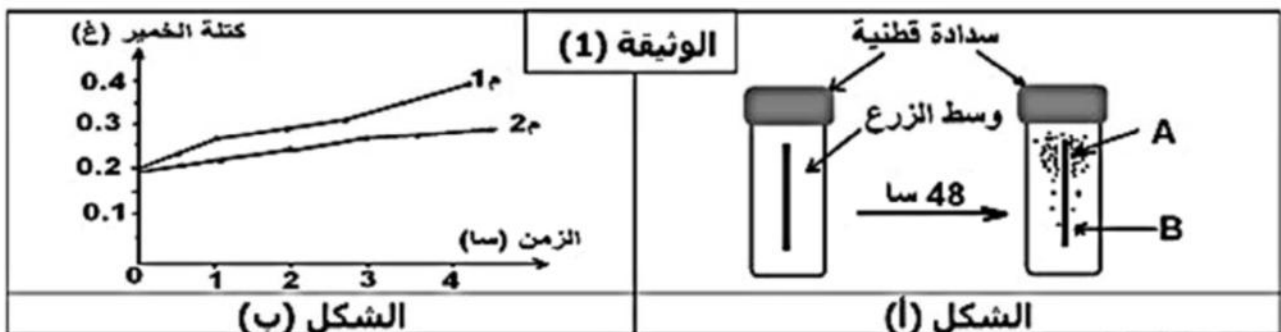 الوثيقة (1)
سدادة قطنية
وسط الزرع
48 سا
A
B
الشكل (أ)
كتلة الخمير (غ)
0.4
0.3
0.2
0.1
0
1
2
3
4
م1
م2
الزمن (سا)
الشكل (ب)